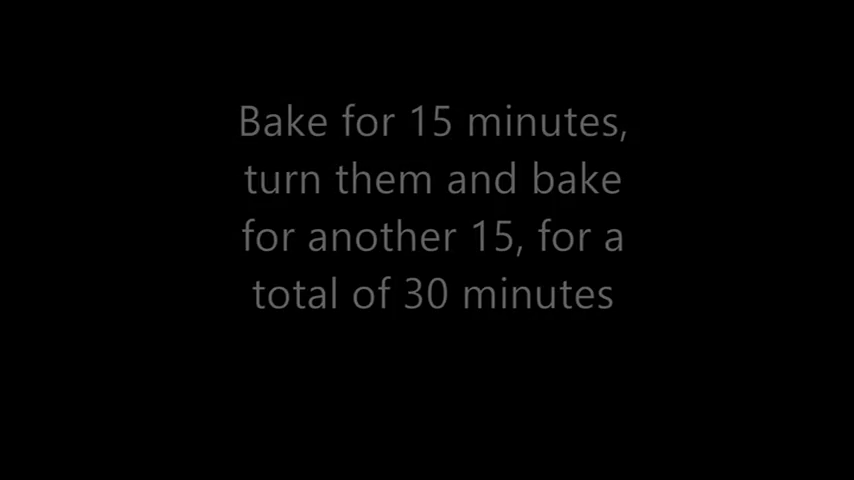 Bake for 15 minutes,
turn them and bake
for another 15, for a
total of 30 minutes